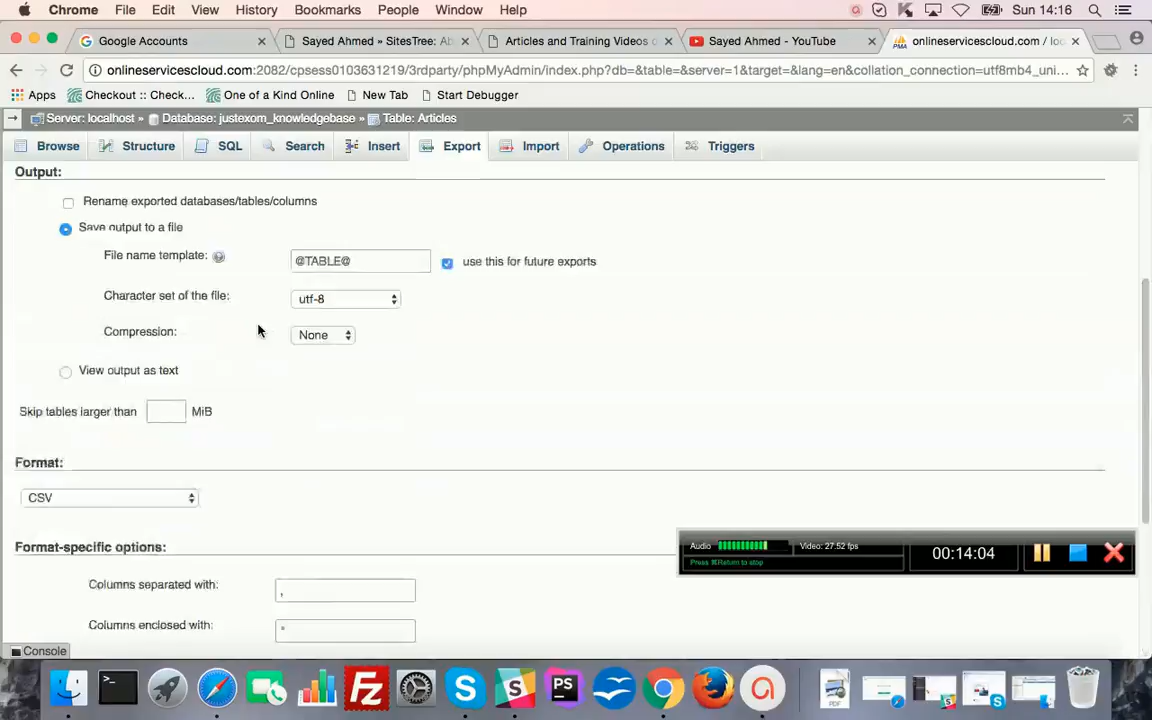 Chrome File Edit View History Bookmarks People Window Help Sun 14:16
Google Accounts Sayed Ahmed » SitesTree: Ab Articles and Training Videos o Sayed Ahmed - YouTube onlineservicescloud.com / loc
onlineservicescloud.com:2082/cpsess0103631219/3rdparty/phpMyAdmin/index.php?db=&table=&server=1&target=&lang=en&collation_connection=utf8mb4_uni...
Apps Checkout :: Check... One of a Kind Online New Tab Start Debugger
Server: localhost » Database: justexom_knowledgebase » Table: Articles
Browse Structure SQL Search Insert Export Import Operations Triggers
Output:
Rename exported databases/tables/columns
Save output to a file
File name template: @TABLE@ use this for future exports
Character set of the file: utf-8
Compression: None
View output as text
Skip tables larger than MiB
Format:
CSV
Format-specific options:
Audio Video: 27.52 fps 00:14:04
Press ⌘Return to stop
Columns separated with: ,
Columns enclosed with: "
Console